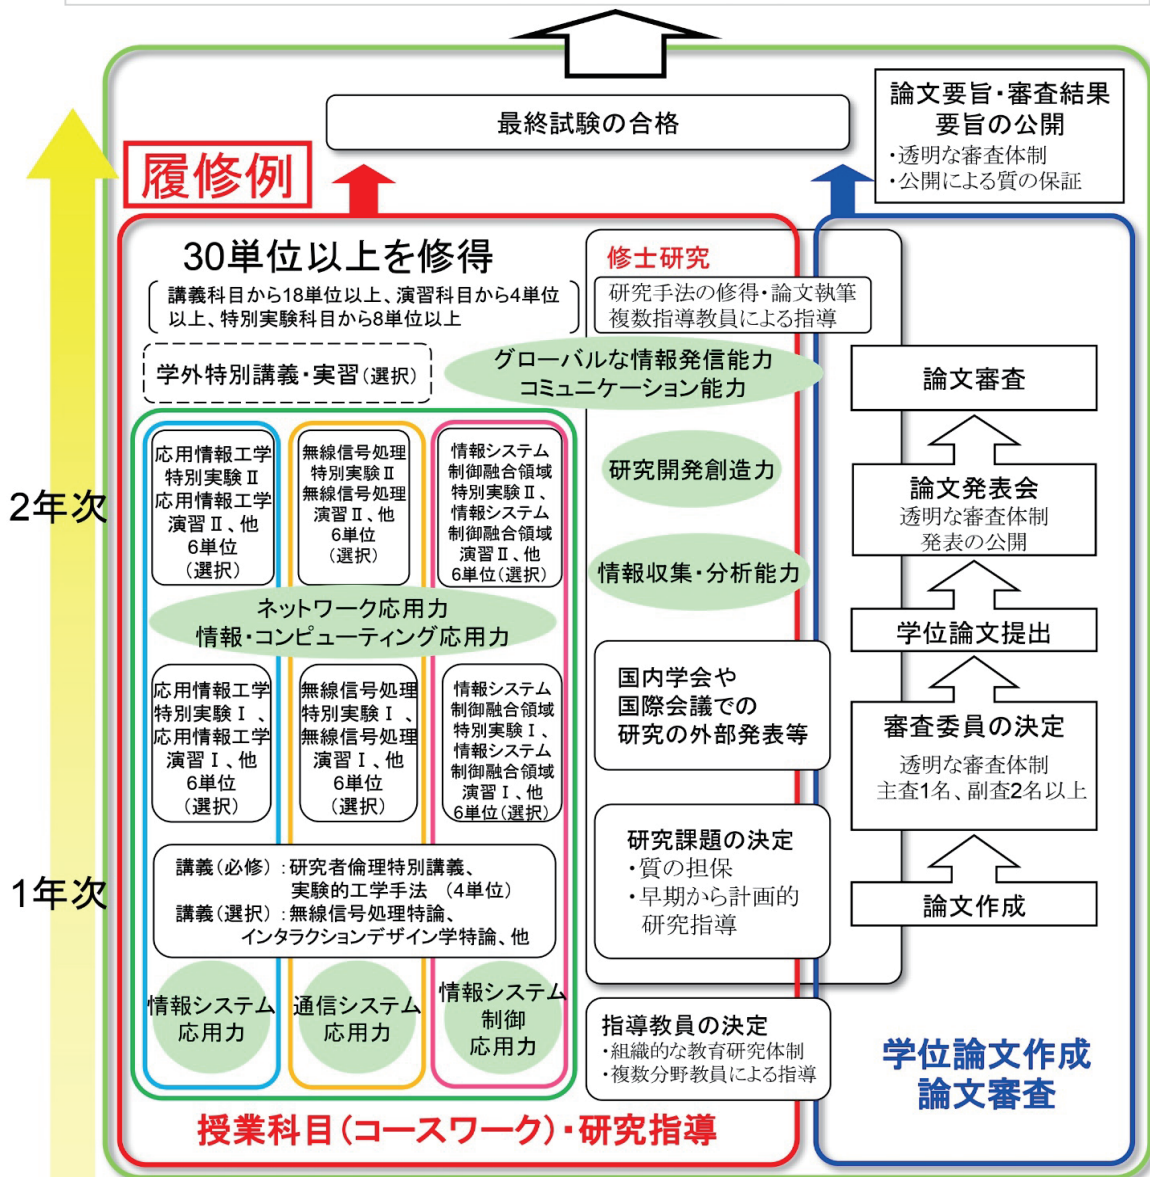 最終試験の合格
論文要旨・審査結果
要旨の公開
・透明な審査体制
・公開による質の保証
履修例
30単位以上を修得
講義科目から18単位以上、演習科目から4単位
以上、特別実験科目から8単位以上
学外特別講義・実習(選択)
修士研究
研究手法の修得・論文執筆
複数指導教員による指導
グローバルな情報発信能力
コミュニケーション能力
2年次
応用情報工学
特別実験Ⅱ
応用情報工学
演習Ⅱ、他
6単位
(選択)
無線信号処理
特別実験Ⅱ
無線信号処理
演習Ⅱ、他
6単位
(選択)
情報システム
制御融合領域
特別実験Ⅱ、
情報システム
制御融合領域
演習Ⅱ、他
6単位(選択)
研究開発創造力
情報収集・分析能力
ネットワーク応用力
情報・コンピューティング応用力
応用情報工学
特別実験Ⅰ、
応用情報工学
演習Ⅰ、他
6単位
(選択)
無線信号処理
特別実験Ⅰ、
無線信号処理
演習Ⅰ、他
6単位
(選択)
情報システム
制御融合領域
特別実験Ⅰ、
情報システム
制御融合領域
演習Ⅰ、他
6単位(選択)
国内学会や
国際会議での
研究の外部発表等
1年次
講義(必修):研究者倫理特別講義、
実験的工学手法 (4単位)
講義(選択):無線信号処理特論、
インタラクションデザイン学特論、他
研究課題の決定
・質の担保
・早期から計画的
研究指導
情報システム
応用力
通信システム
応用力
情報システム
制御
応用力
指導教員の決定
・組織的な教育研究体制
・複数分野教員による指導
授業科目(コースワーク)・研究指導
論文審査
論文発表会
透明な審査体制
発表の公開
学位論文提出
審査委員の決定
透明な審査体制
主査1名、副査2名以上
論文作成
学位論文作成
論文審査